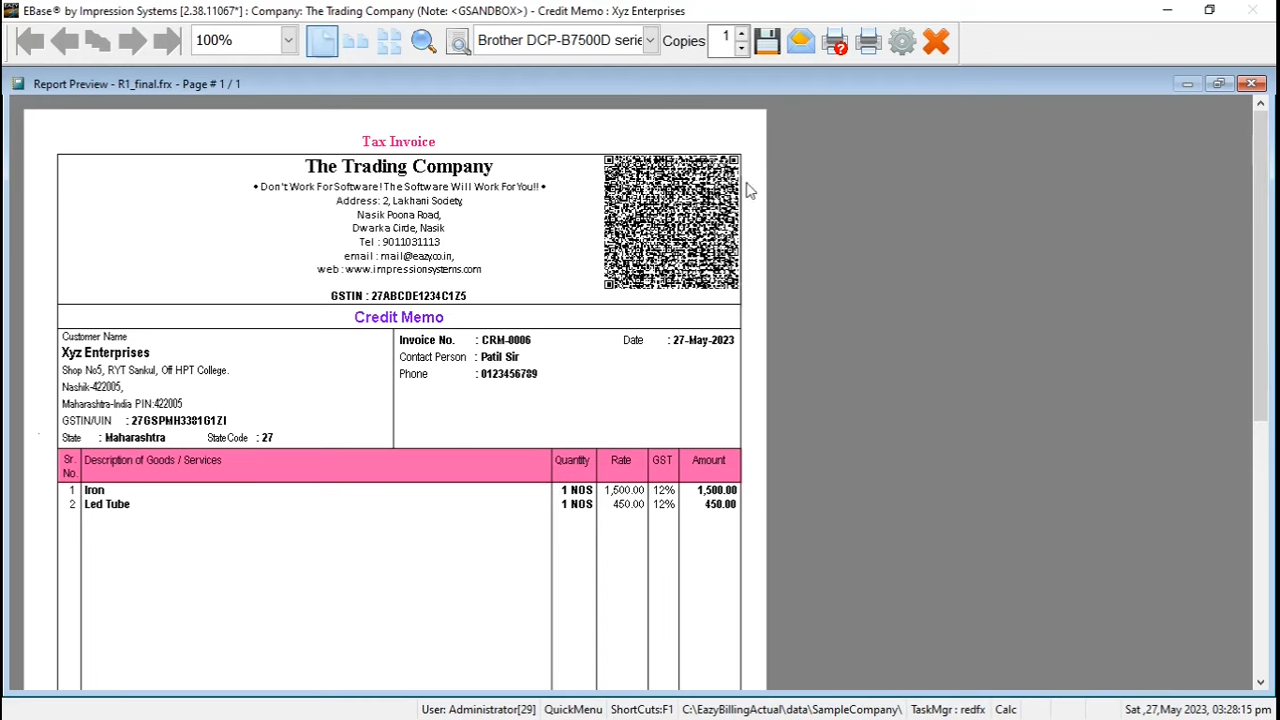 EBase® by Impression Systems [2.38.11067*] : Company: The Trading Company (Note: <GSANDBOX>) - Credit Memo : Xyz Enterprises
100%
Brother DCP-B7500D serie
Copies
1
Report Preview - R1_final.frx - Page # 1 / 1
Tax Invoice
The Trading Company
• Don't Work For Software! The Software Will Work For You!! •
Address: 2, Lakhani Society,
Nasik Poona Road,
Dwarka Circle, Nasik
Tel : 9011031113
email : mail@eazy.co.in,
web : www.impressionsystems.com
GSTIN : 27ABCDE1234C1Z5
Credit Memo
Customer Name
Xyz Enterprises
Shop No5, RYT Sankul, Off HPT College.
Nashik-422005,
Maharashtra-India PIN:422005
GSTIN/UIN : 27GSPMH3381G1ZI
State : Maharashtra State Code : 27
Invoice No. : CRM-0006 Date : 27-May-2023
Contact Person : Patil Sir
Phone : 0123456789
Sr. No. Description of Goods / Services Quantity Rate GST Amount
1 Iron 1 NOS 1,500.00 12% 1,500.00
2 Led Tube 1 NOS 450.00 12% 450.00
User: Administrator[29] QuickMenu ShortCuts:F1 C:\EazyBillingActual\data\SampleCompany\ TaskMgr : redfx Calc Sat ,27,May 2023, 03:28:15 pm